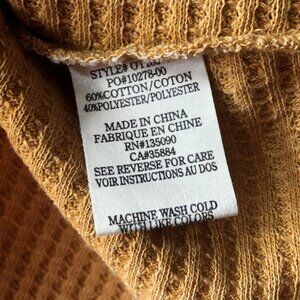 STYLE#
PO#10278-00
60%COTTON/COTON
40%POLYESTER/POLYESTER
MADE IN CHINA
FABRIQUE EN CHINE
RN#135090
CA#35884
SEE REVERSE FOR CARE
VOIR INSTRUCTIONS AU DOS
MACHINE WASH COLD
WITH LIKE COLORS